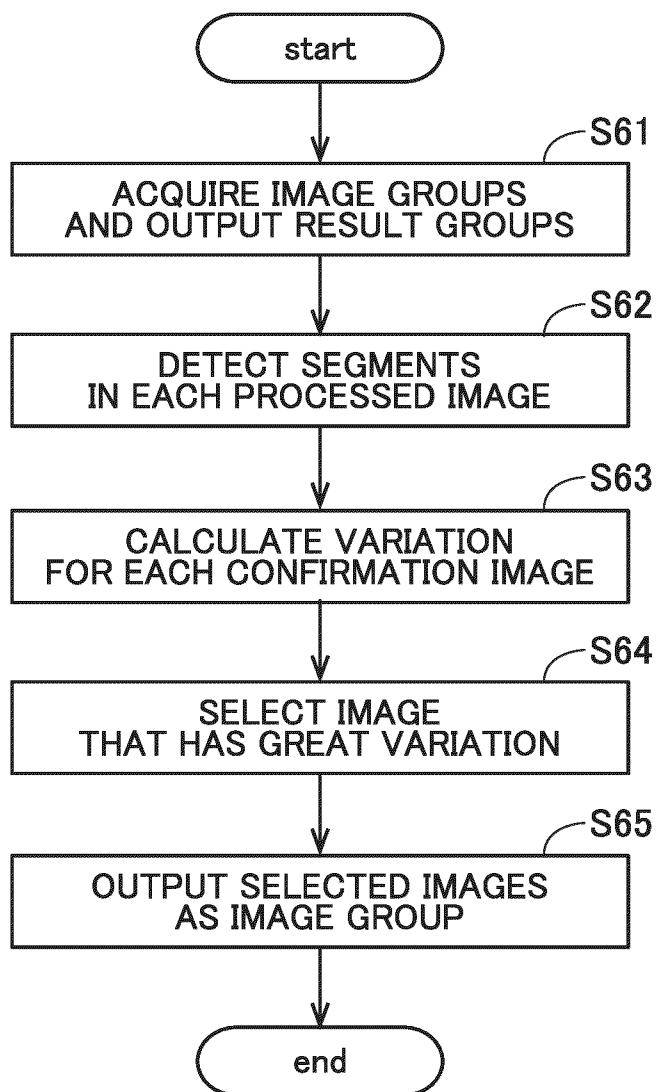 start
S61
ACQUIRE IMAGE GROUPS
AND OUTPUT RESULT GROUPS
S62
DETECT SEGMENTS
IN EACH PROCESSED IMAGE
S63
CALCULATE VARIATION
FOR EACH CONFIRMATION IMAGE
S64
SELECT IMAGE
THAT HAS GREAT VARIATION
S65
OUTPUT SELECTED IMAGES
AS IMAGE GROUP
end